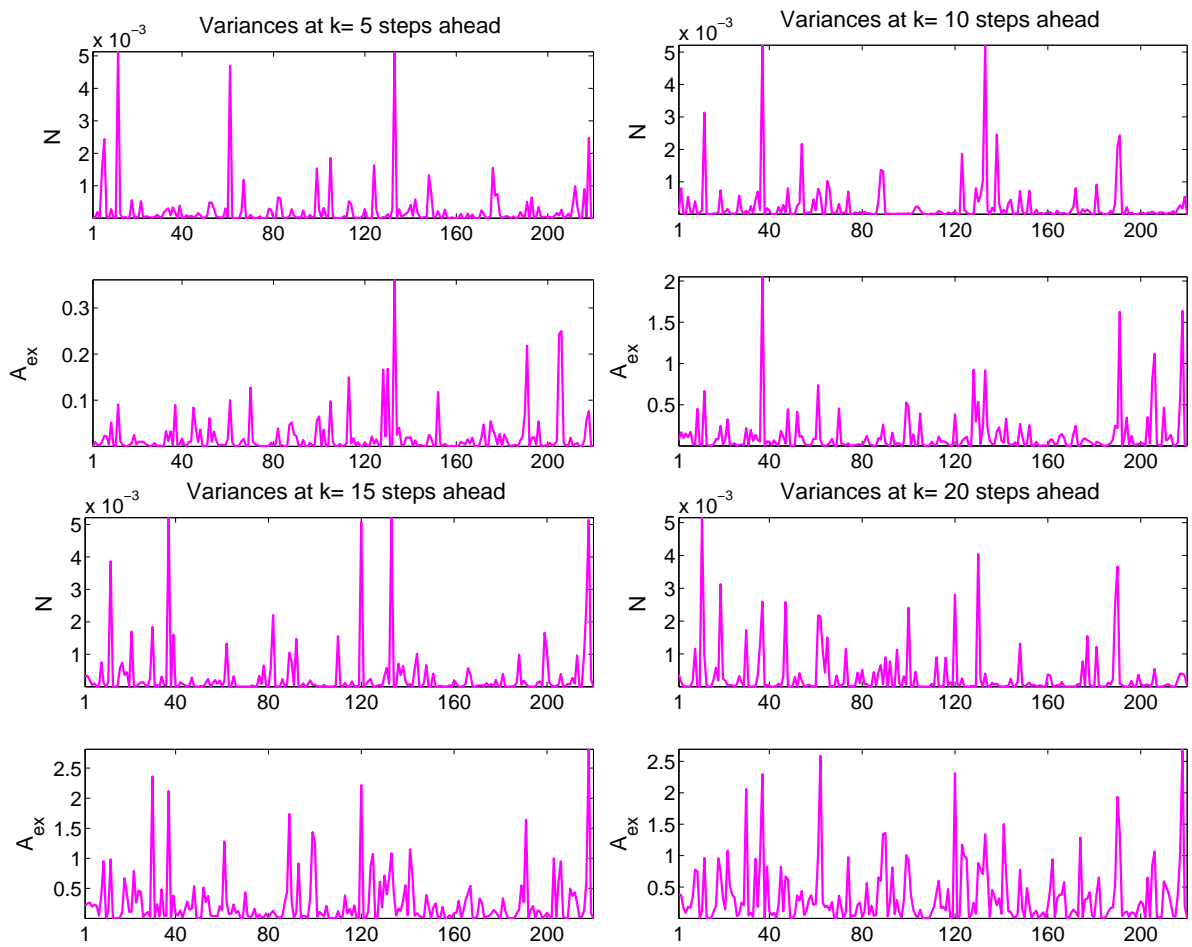 x 10⁻³
Variances at k= 5 steps ahead
5
4
3
2
1
N
1 40 80 120 160 200
0.3
0.2
0.1
A_ex
1 40 80 120 160 200
x 10⁻³
Variances at k= 10 steps ahead
5
4
3
2
1
N
1 40 80 120 160 200
2
1.5
1
0.5
A_ex
1 40 80 120 160 200
x 10⁻³
Variances at k= 15 steps ahead
5
4
3
2
1
N
1 40 80 120 160 200
2.5
2
1.5
1
0.5
A_ex
1 40 80 120 160 200
x 10⁻³
Variances at k= 20 steps ahead
5
4
3
2
1
N
1 40 80 120 160 200
2.5
2
1.5
1
0.5
A_ex
1 40 80 120 160 200